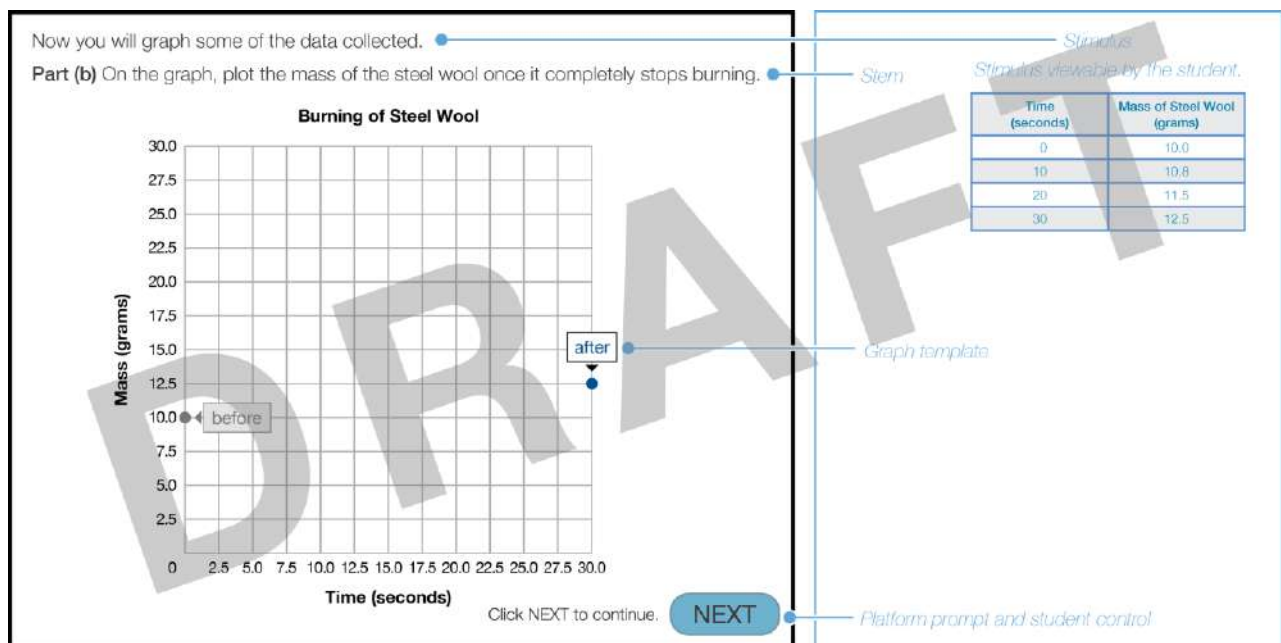 Now you will graph some of the data collected.
Stimulus
Part (b) On the graph, plot the mass of the steel wool once it completely stops burning.
Stem
Stimulus viewable by the student.
Time (seconds)
Mass of Steel Wool (grams)
0 10.0
10 10.8
20 11.5
30 12.5
Burning of Steel Wool
Mass (grams)
30.0
27.5
25.0
22.5
20.0
17.5
15.0
12.5
10.0
7.5
5.0
2.5
after
before
Graph template
0 2.5 5.0 7.5 10.0 12.5 15.0 17.5 20.0 22.5 25.0 27.5 30.0
Time (seconds)
Click NEXT to continue.
NEXT
Platform prompt and student control
DRAFT